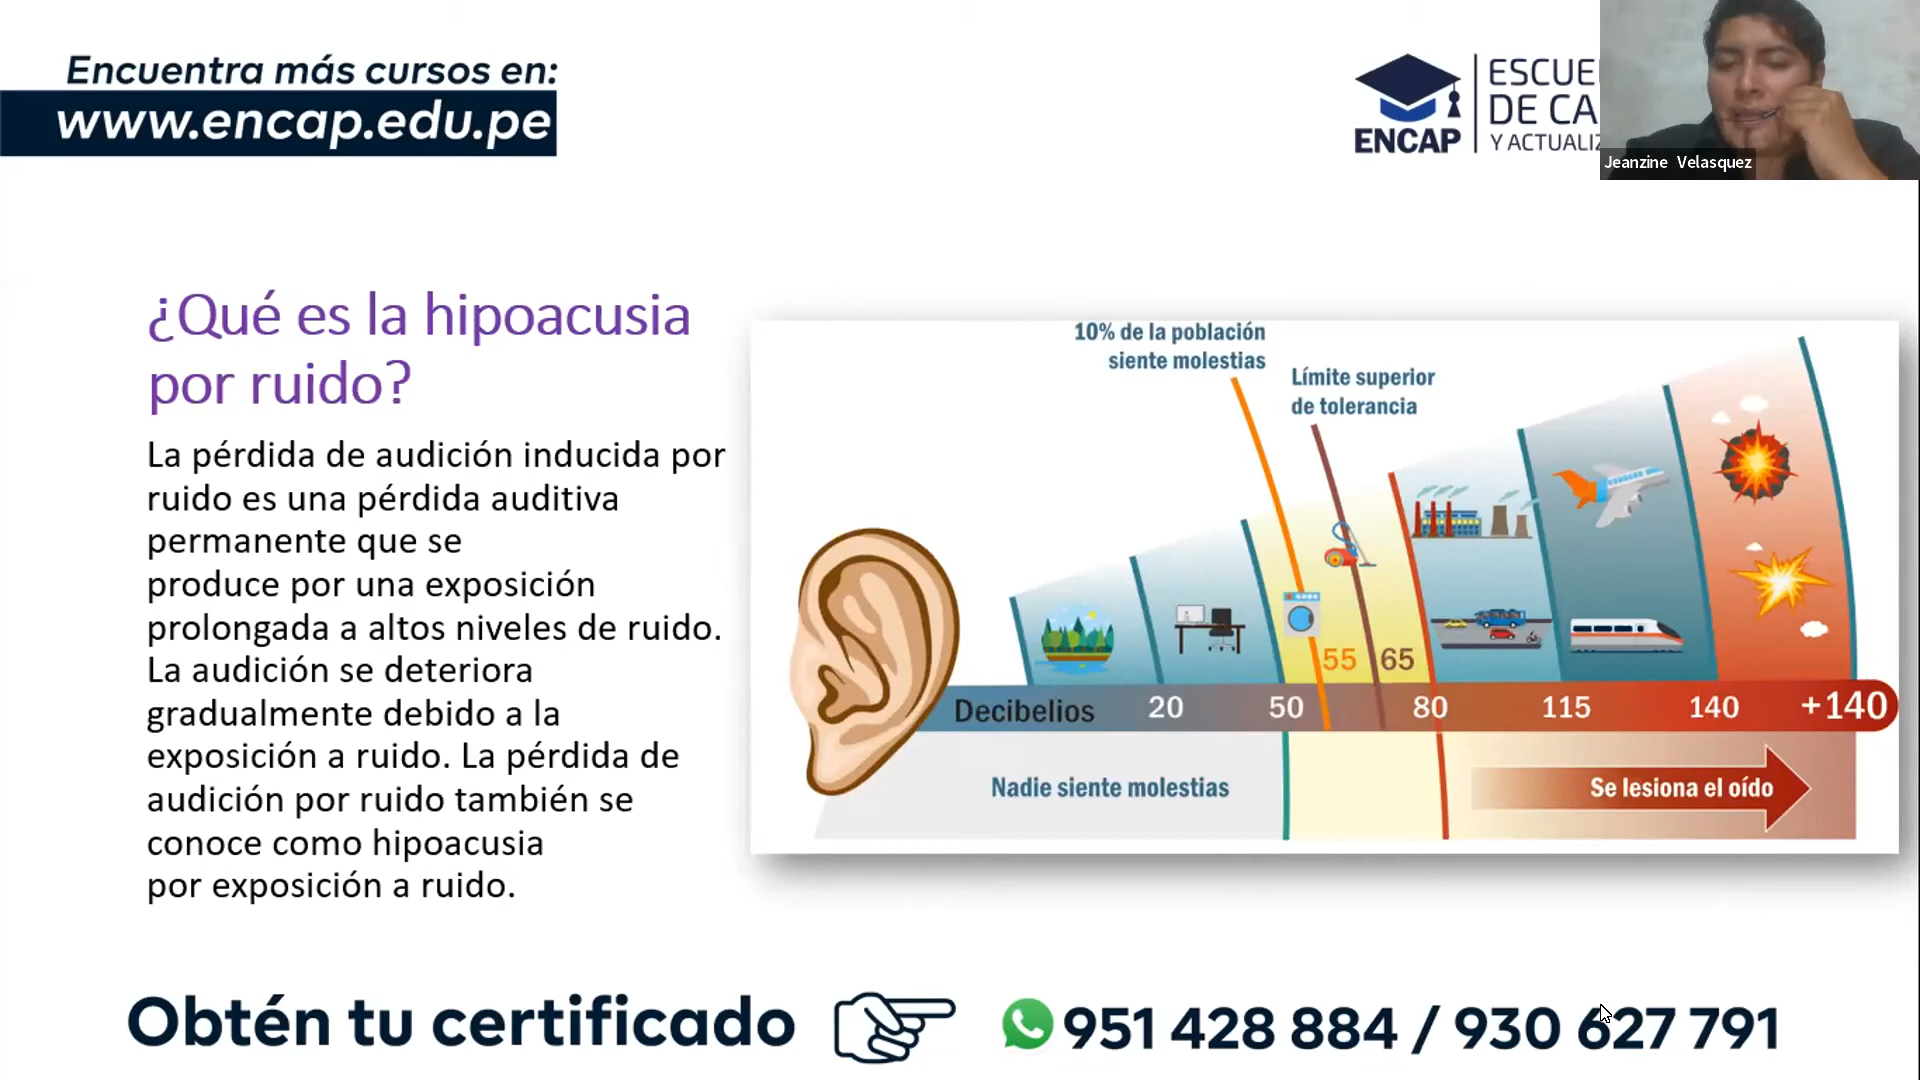 Encuentra más cursos en:
www.encap.edu.pe
ENCAP
DE
Y
Jeanzine Velasquez
¿Qué es la hipoacusia
por ruido?
La pérdida de audición inducida por
ruido es una pérdida auditiva
permanente que se
produce por una exposición
prolongada a altos niveles de ruido.
La audición se deteriora
gradualmente debido a la
exposición a ruido. La pérdida de
audición por ruido también se
conoce como hipoacusia
por exposición a ruido.
10% de la población
siente molestias
Límite superior
de tolerancia
55 65
Decibelios 20 50 80 115 140 +140
Nadie siente molestias
Se lesiona el oído
Obtén tu certificado
951 428 884 / 930 627 791